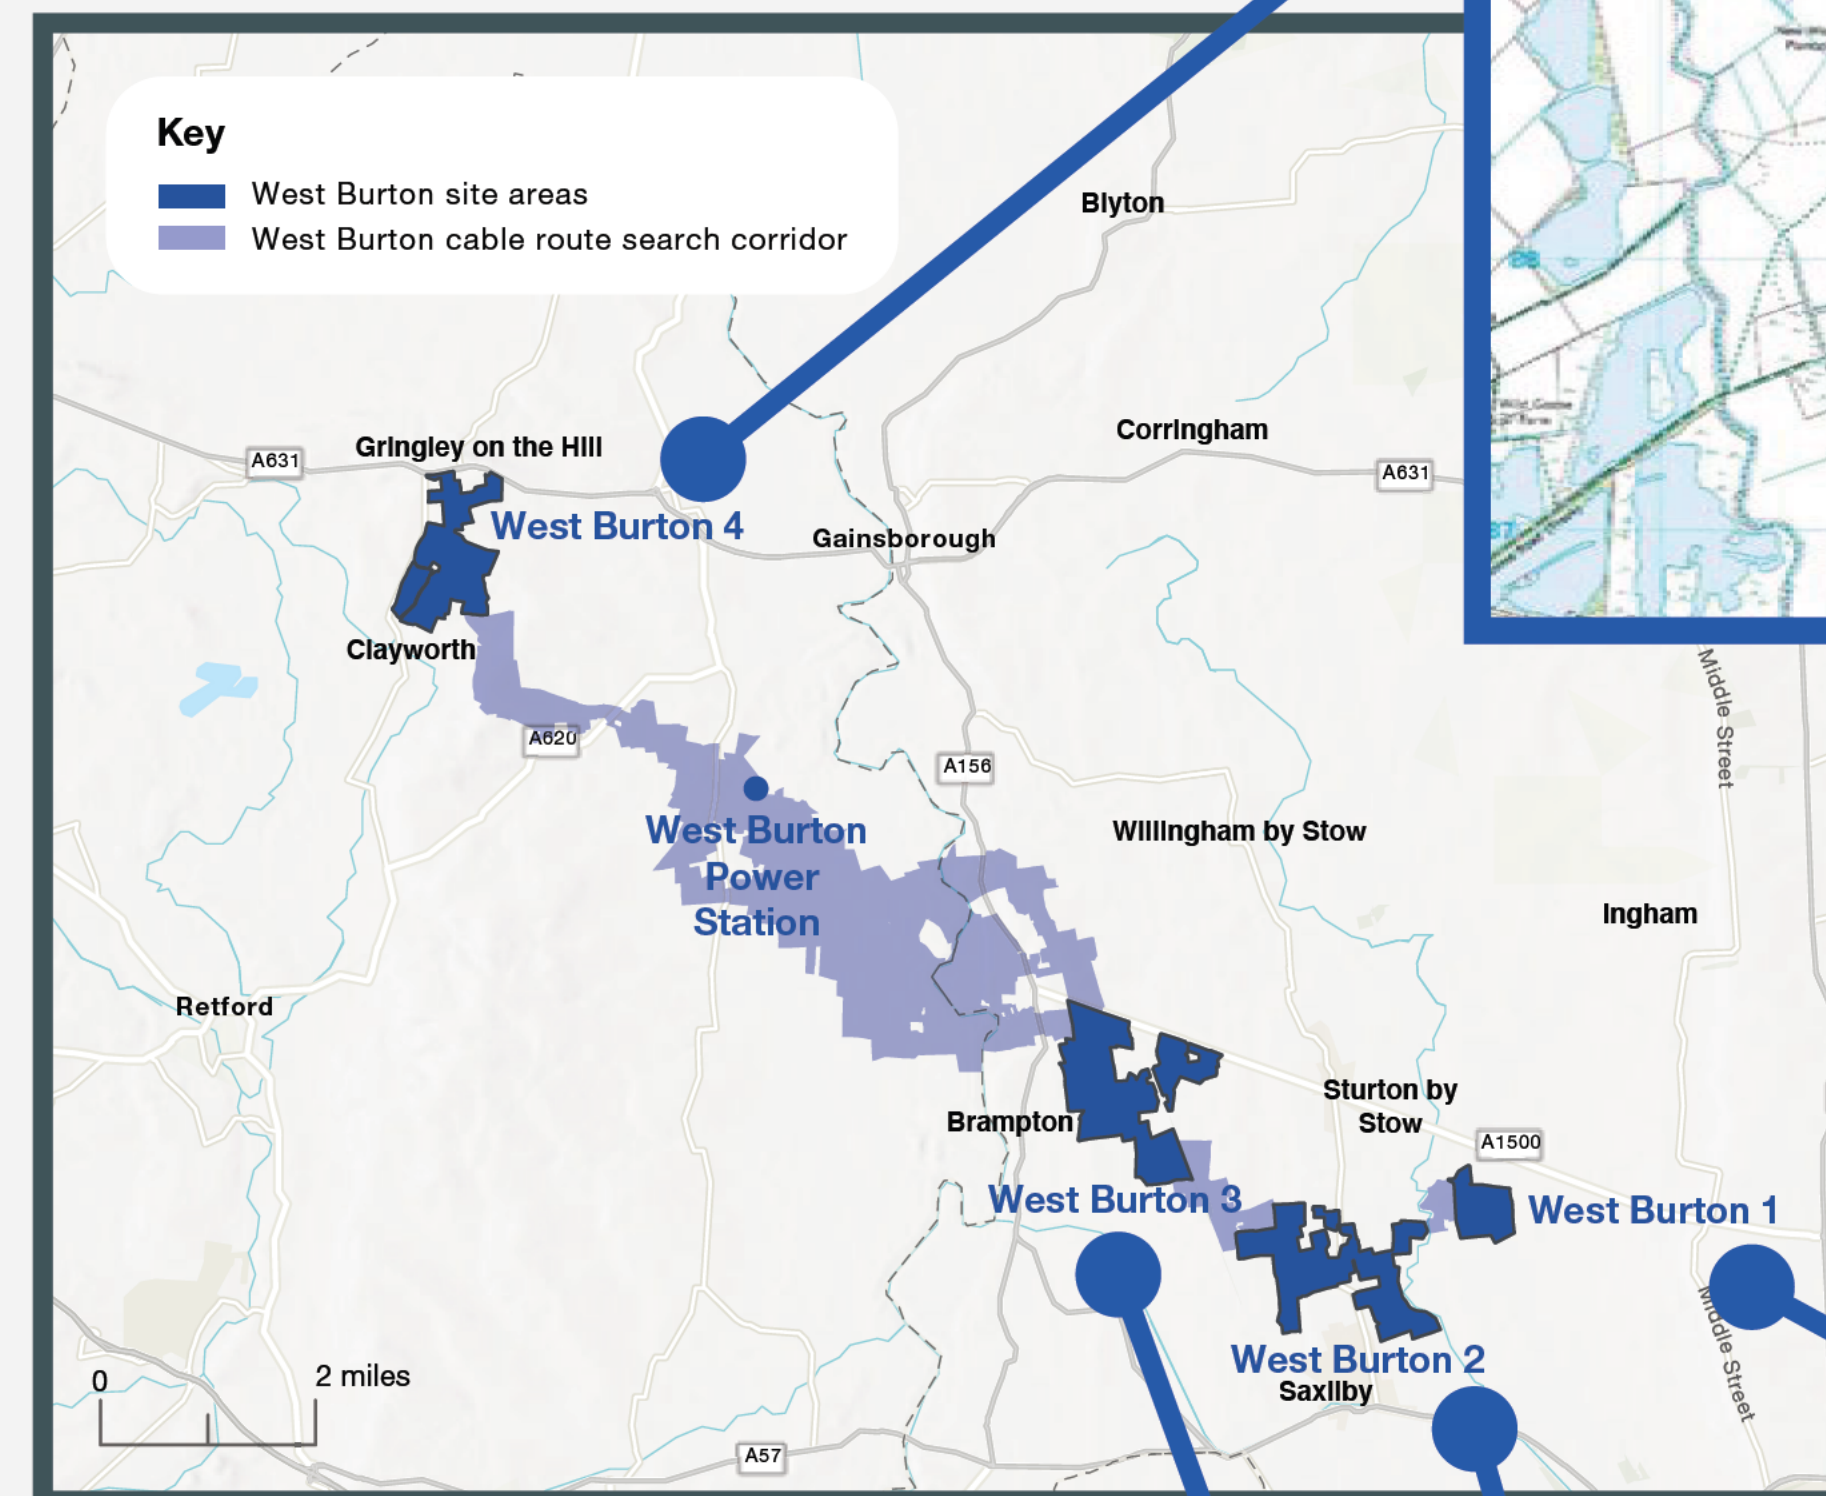 Key
West Burton site areas
West Burton cable route search corridor
Blyton
Corringham
A631
Gringley on the Hill
A631
West Burton 4
Gainsborough
Clayworth
A620
A156
West Burton
Power
Station
Willingham by Stow
Middle Street
Ingham
Retford
Brampton
Sturton by
Stow
A1500
West Burton 3
West Burton 1
West Burton 2
Saxilby
Middle Street
0
2 miles
A57